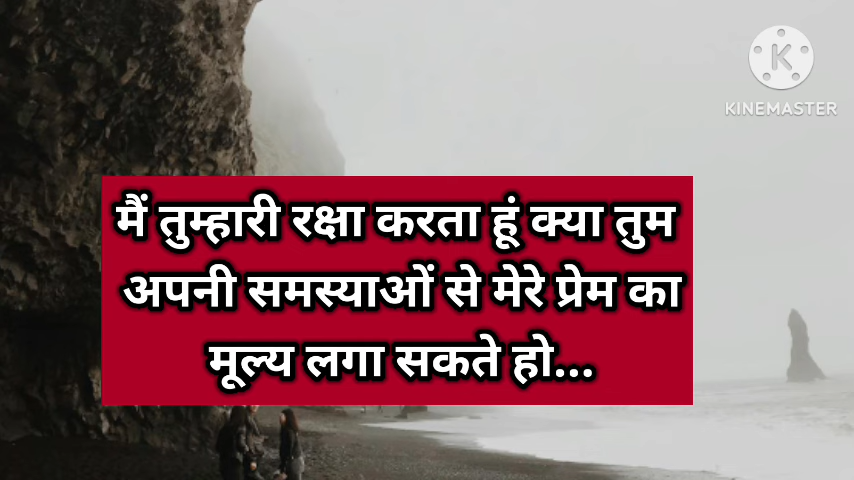 KINEMASTER
मैं तुम्हारी रक्षा करता हूं क्या तुम
अपनी समस्याओं से मेरे प्रेम का
मूल्य लगा सकते हो...